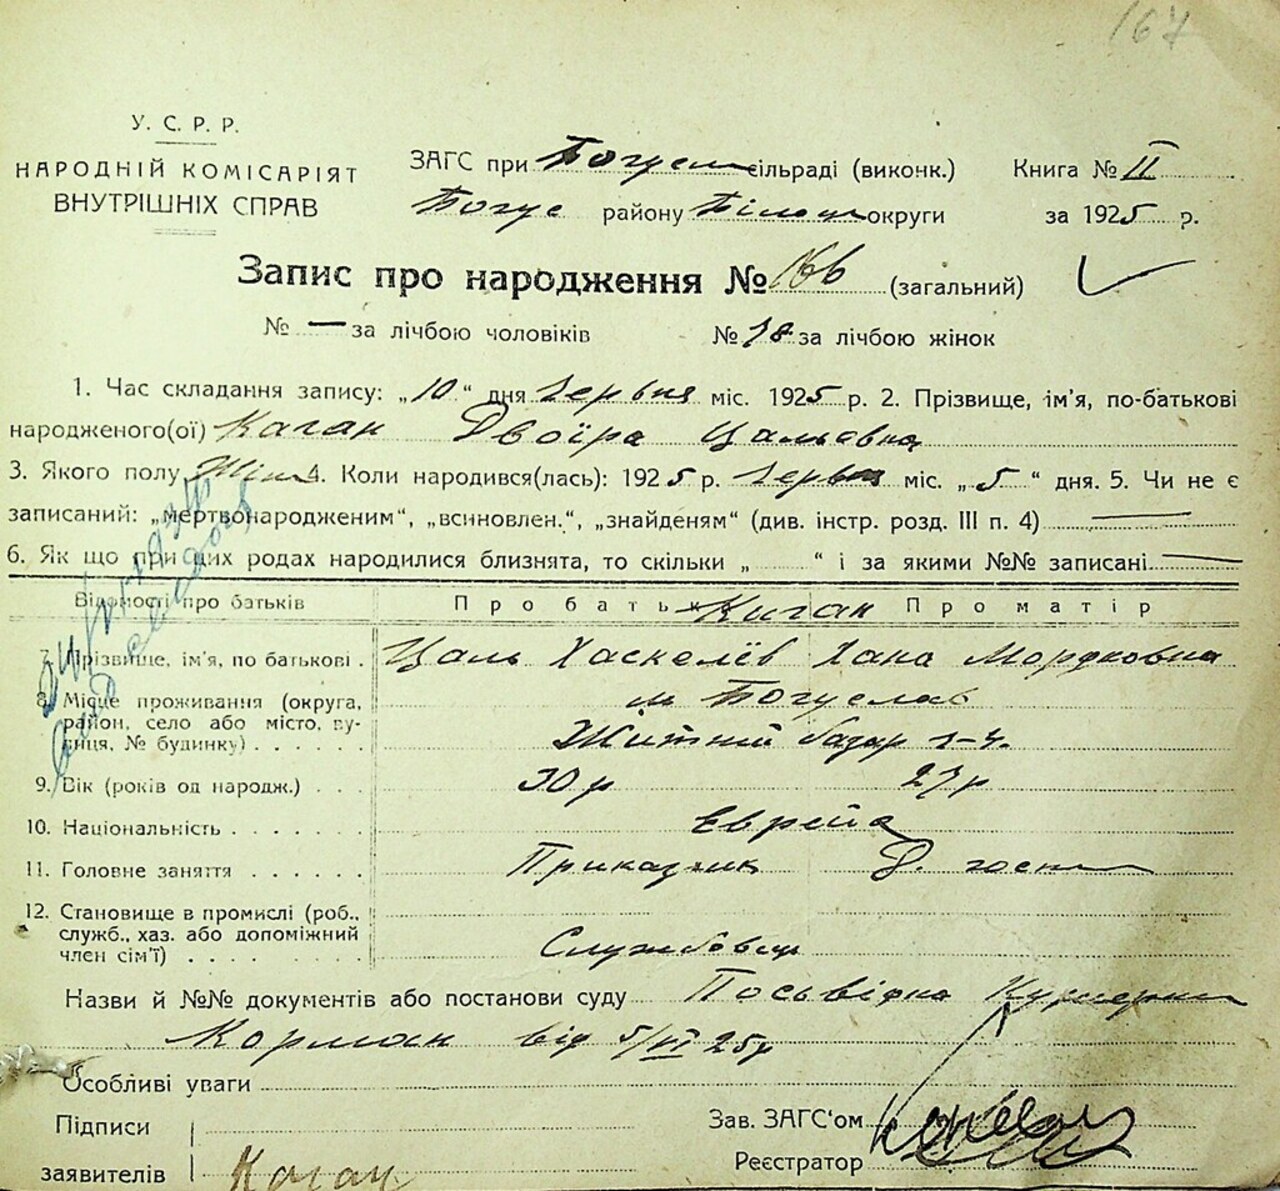 167
У. С. Р. Р.
НАРОДНІЙ КОМІСАРІЯТ
ВНУТРІШНІХ СПРАВ
ЗАГС при Богусл сільраді (виконк.)
Богус району Білоц округи
Книга № II
за 1925 р.
Запис про народження № 166 (загальний)
№ — за лічбою чоловіків № 78 за лічбою жінок
1. Час складання запису: „10“ дня Червня міс. 1925 р. 2. Прізвище, ім'я, по-батькові
народженого(ої) Каган Двойра Цальевна
3. Якого полу Жін 4. Коли народився(лась): 1925 р. Червня міс. „5“ дня. 5. Чи не є
записаний: „мертвонародженим“, „всиновлен.“, „знайденям“ (див. інстр. розд. III п. 4) —
6. Як що при цих родах народилися близнята, то скільки „ “ і за якими №№ записані —
Відомості про батьків Про батька Каган Про матір
7. Прізвище, ім'я, по батькові . Цаль Хаскелёв Хана Мордковна
8. Місце проживання (округа, м Богуслав
район, село або місто, ву-
лиця, № будинку) . . . . . . Житний базар 1-4.
9. Вік (років од народж.) . . . 30 р 27 р
10. Національність . . . . . . . Еврейа
11. Головне заняття . . . . . . Приказчик Д. госп
12. Становище в промислі (роб.,
служб., хаз. або допоміжний
член сім'ї) . . . . . . . Службовець
Назви й №№ документів або постанови суду Посьвідка
Корман від 5/VI 25р
Особливі уваги
Підписи
заявителів Каган
Зав. ЗАГС'ом
Реєстратор